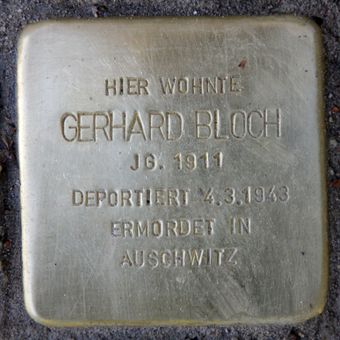 HIER WOHNTE
GERHARD BLOCH
JG. 1911
DEPORTIERT 4.3.1943
ERMORDET IN
AUSCHWITZ